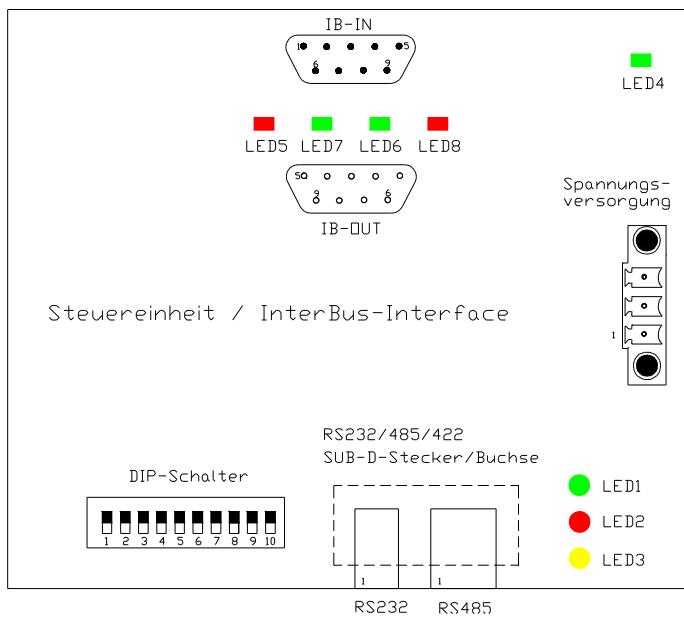 IB-IN
1 5
6 9
LED4
LED5 LED7 LED6 LED8
5
9 6
IB-OUT
Spannungs-
versorgung
1
Steuereinheit / InterBus-Interface
RS232/485/422
SUB-D-Stecker/Buchse
DIP-Schalter
1 2 3 4 5 6 7 8 9 10
LED1
LED2
LED3
1 1
RS232 RS485